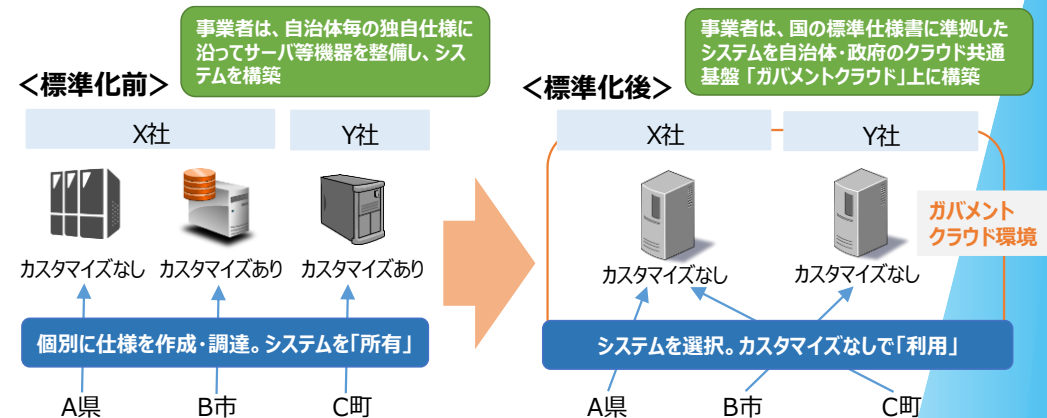 事業者は、自治体毎の独自仕様に
沿ってサーバ等機器を整備し、シス
テムを構築
<標準化前>
X社
Y社
カスタマイズなし
カスタマイズあり
カスタマイズあり
個別に仕様を作成・調達。システムを「所有」
A県
B市
C町
事業者は、国の標準仕様書に準拠した
システムを自治体・政府のクラウド共通
基盤「ガバメントクラウド」上に構築
<標準化後>
X社
Y社
ガバメント
クラウド環境
カスタマイズなし
カスタマイズなし
システムを選択。カスタマイズなしで「利用」
A県
B市
C町